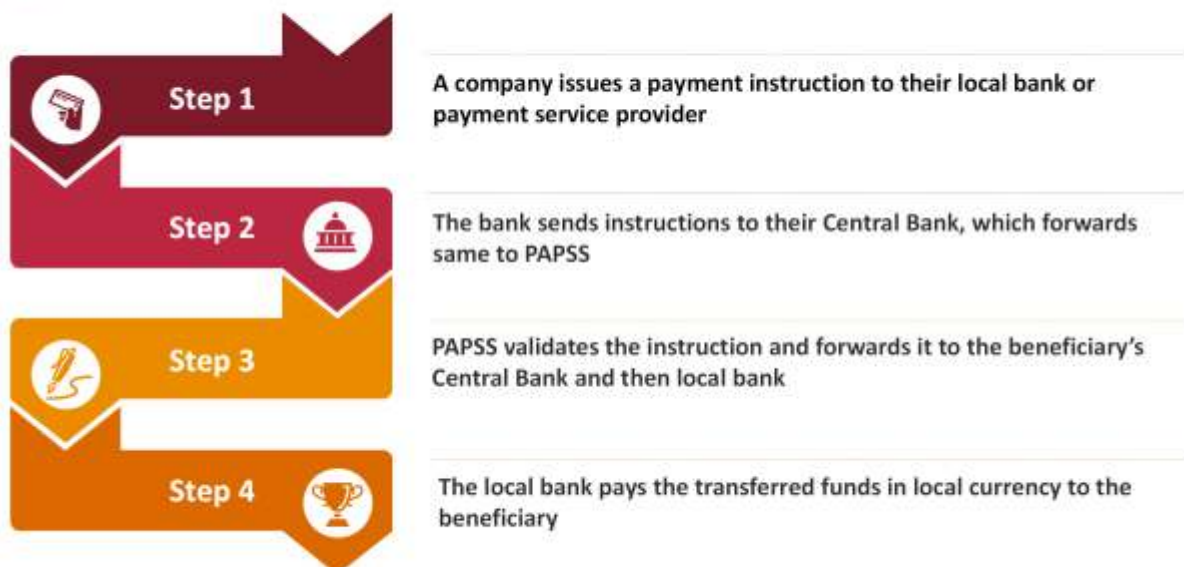 Step 1
A company issues a payment instruction to their local bank or
payment service provider
Step 2
The bank sends instructions to their Central Bank, which forwards
same to PAPSS
Step 3
PAPSS validates the instruction and forwards it to the beneficiary's
Central Bank and then local bank
Step 4
The local bank pays the transferred funds in local currency to the
beneficiary